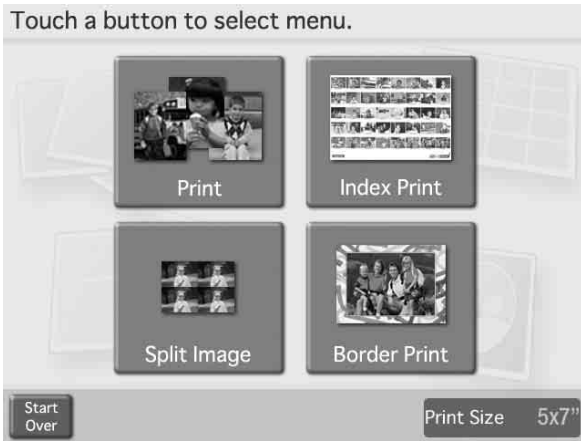 Touch a button to select menu.
Print
Index Print
Split Image
Border Print
Start
Over
Print Size 5x7"